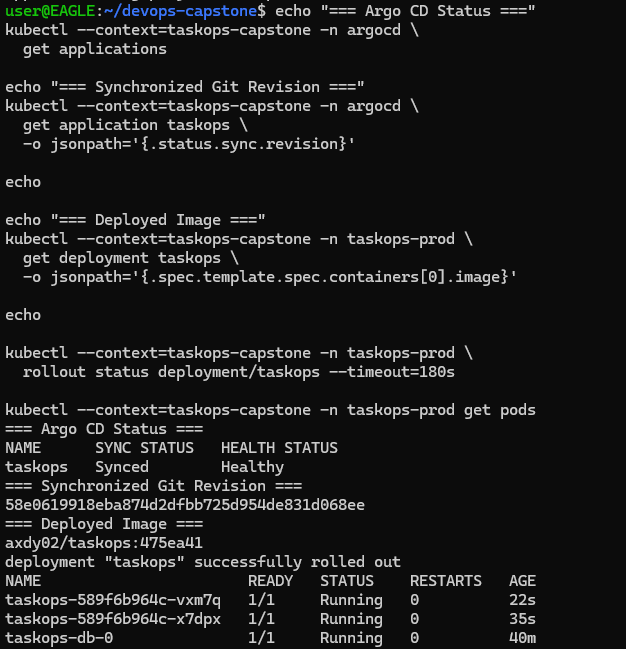 user@EAGLE:~/devops-capstone$ echo "=== Argo CD Status ==="
kubectl --context=taskops-capstone -n argocd \
  get applications

echo "=== Synchronized Git Revision ==="
kubectl --context=taskops-capstone -n argocd \
  get application taskops \
  -o jsonpath='{.status.sync.revision}'

echo

echo "=== Deployed Image ==="
kubectl --context=taskops-capstone -n taskops-prod \
  get deployment taskops \
  -o jsonpath='{.spec.template.spec.containers[0].image}'

echo

kubectl --context=taskops-capstone -n taskops-prod \
  rollout status deployment/taskops --timeout=180s

kubectl --context=taskops-capstone -n taskops-prod get pods
=== Argo CD Status ===
NAME      SYNC STATUS   HEALTH STATUS
taskops   Synced        Healthy
=== Synchronized Git Revision ===
58e0619918eba874d2dfbb725d954de831d068ee
=== Deployed Image ===
axdy02/taskops:475ea41
deployment "taskops" successfully rolled out
NAME                       READY   STATUS    RESTARTS   AGE
taskops-589f6b964c-vxm7q   1/1     Running   0          22s
taskops-589f6b964c-x7dpx   1/1     Running   0          35s
taskops-db-0               1/1     Running   0          40m